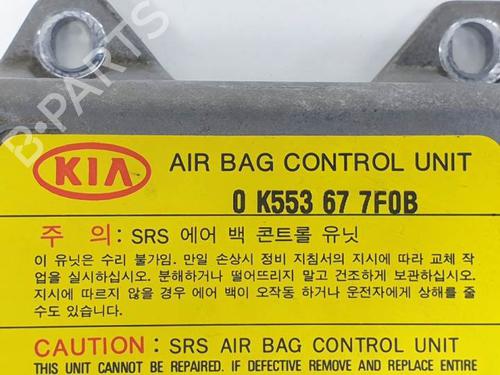 KIA AIR BAG CONTROL UNIT
0 K553 67 7F0B
주 의: SRS 에어 백 콘트롤 유닛
이 유닛은 수리 불가임. 만일 손상시 정비 지침서의 지시에 따라 교체 작
업을 실시하십시오. 분해하거나 떨어뜨리지 말고 건조하게 보관하십시오.
지시에 따르지 않을 경우 에어 백이 오작동 하거나 운전자에게 상해를 줄
수도 있습니다.
CAUTION: SRS AIR BAG CONTROL UNIT
THIS UNIT CANNOT BE REPAIRED. IF DEFECTIVE REMOVE AND REPLACE ENTIRE
B-PARTS